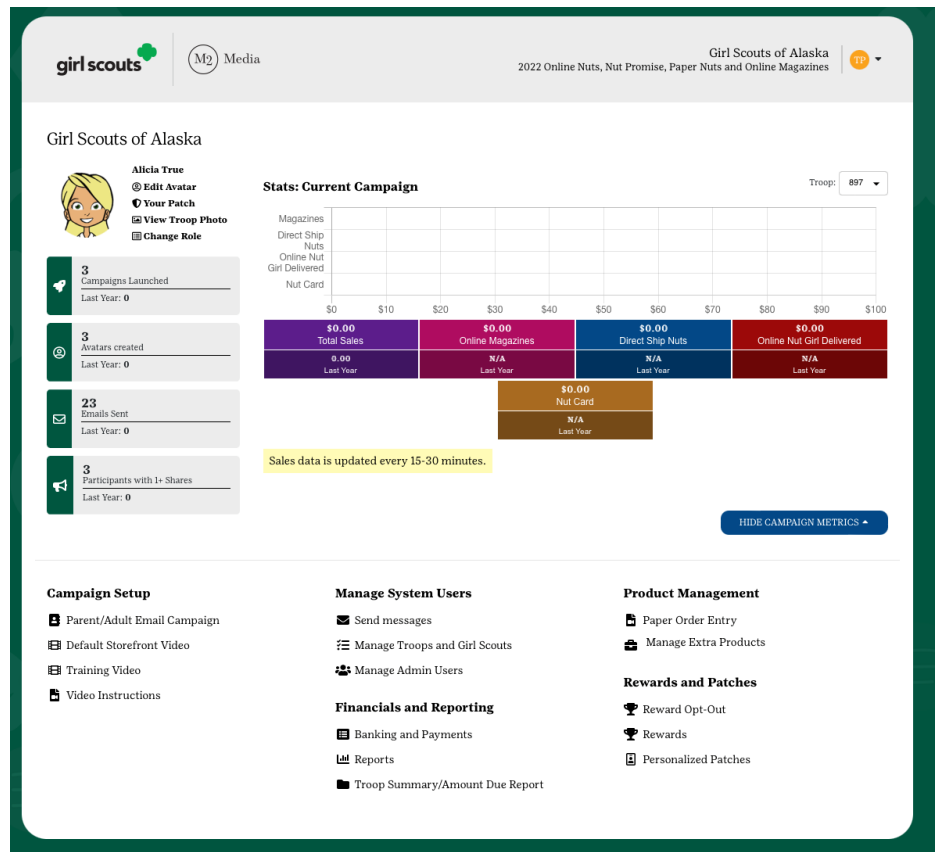 girl scouts
M2 Media
Girl Scouts of Alaska
2022 Online Nuts, Nut Promise, Paper Nuts and Online Magazines
TP
Girl Scouts of Alaska
Alicia True
Edit Avatar
Your Patch
View Troop Photo
Change Role
3
Campaigns Launched
Last Year: 0
3
Avatars created
Last Year: 0
23
Emails Sent
Last Year: 0
3
Participants with 1+ Shares
Last Year: 0
Stats: Current Campaign
Troop: 897
Magazines
Direct Ship
Nuts
Online Nut
Girl Delivered
Nut Card
$0 $10 $20 $30 $40 $50 $60 $70 $80 $90 $100
$0.00
Total Sales
0.00
Last Year
$0.00
Online Magazines
N/A
Last Year
$0.00
Direct Ship Nuts
N/A
Last Year
$0.00
Online Nut Girl Delivered
N/A
Last Year
$0.00
Nut Card
N/A
Last Year
Sales data is updated every 15-30 minutes.
HIDE CAMPAIGN METRICS
Campaign Setup
Parent/Adult Email Campaign
Default Storefront Video
Training Video
Video Instructions
Manage System Users
Send messages
Manage Troops and Girl Scouts
Manage Admin Users
Financials and Reporting
Banking and Payments
Reports
Troop Summary/Amount Due Report
Product Management
Paper Order Entry
Manage Extra Products
Rewards and Patches
Reward Opt-Out
Rewards
Personalized Patches